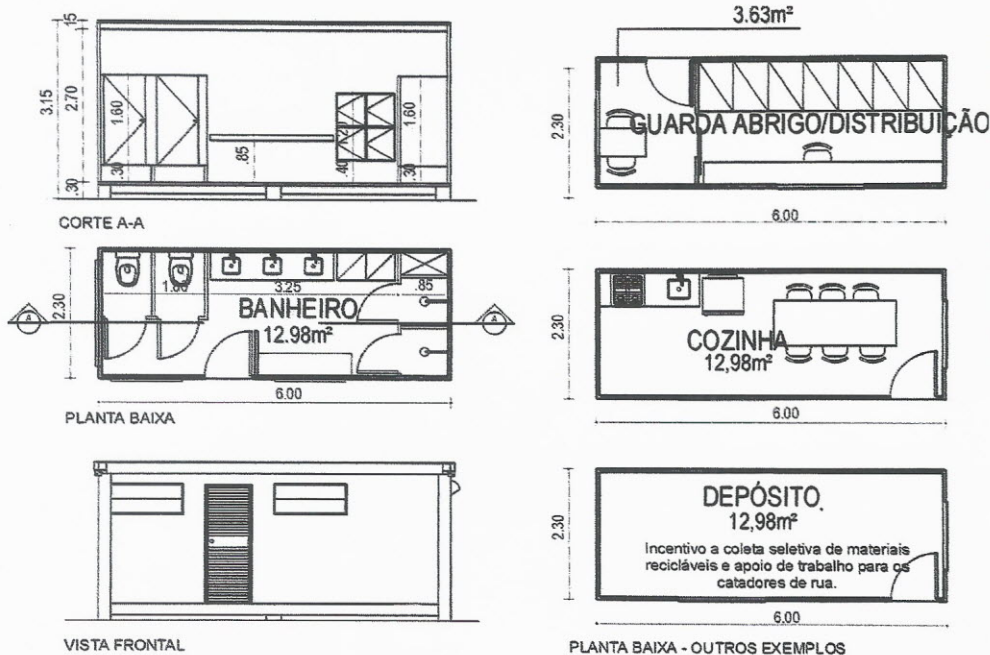 .15
3.15
2.70
.30
1.60
.30
.85
.40
1.60
.30
CORTE A-A
2.30
1.60
3.25
.85
A
BANHEIRO
12.98m²
A
6.00
PLANTA BAIXA
VISTA FRONTAL
3.63m²
2.30
GUARDA ABRIGO/DISTRIBUIÇÃO
6.00
2.30
COZINHA
12,98m²
6.00
2.30
DEPÓSITO
12,98m²
Incentivo a coleta seletiva de materiais
recicláveis e apoio de trabalho para os
catadores de rua.
6.00
PLANTA BAIXA - OUTROS EXEMPLOS